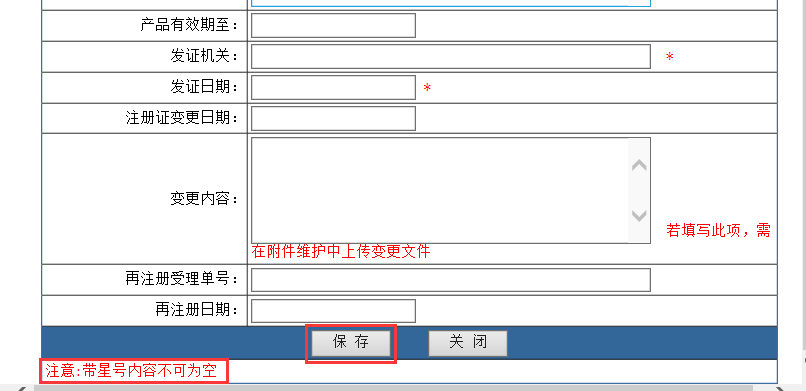 产品有效期至：
发证机关： *
发证日期： *
注册证变更日期：
变更内容： 若填写此项，需
在附件维护中上传变更文件
再注册受理单号：
再注册日期：
保 存 关 闭
注意:带星号内容不可为空